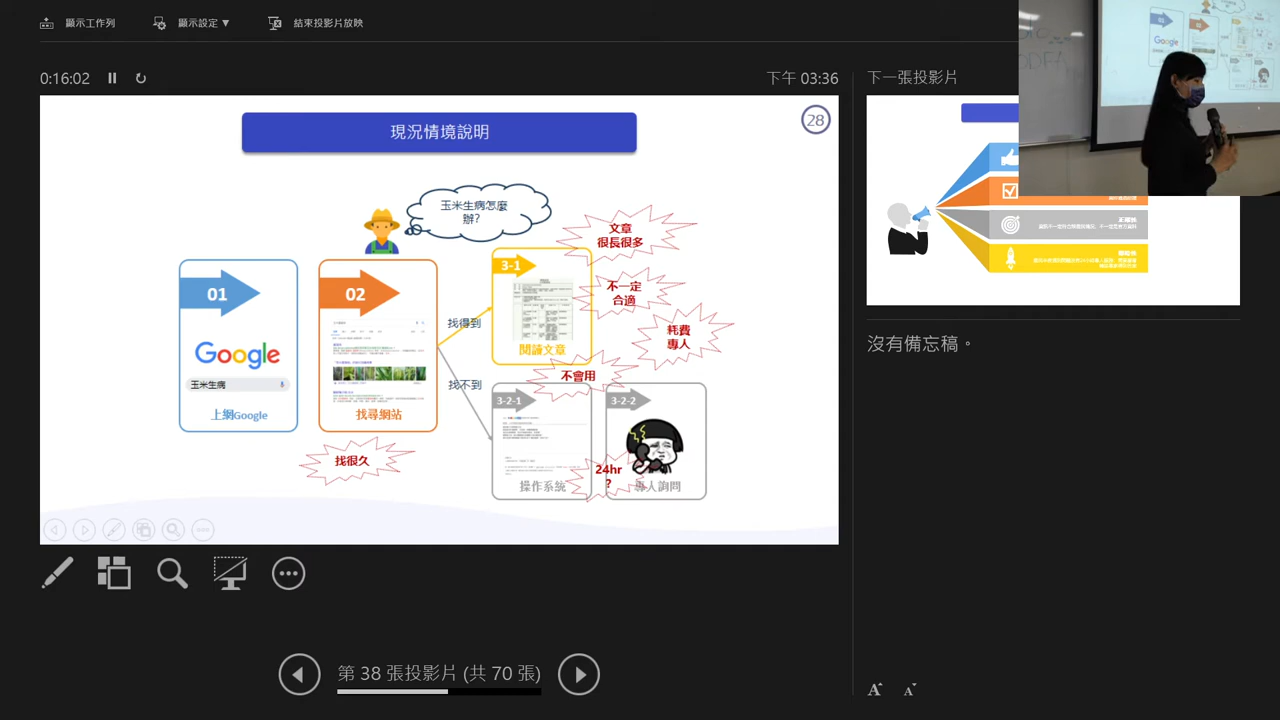 顯示工作列
顯示設定 ▼
結束投影片放映
0:16:02
下午 03:36
下一張投影片
現況情境說明
28
玉米生病怎麼
辦?
文章
很長很多
01
02
3-1
不一定
合適
找得到
耗費
專人
Google
閱讀文章
玉米生病
找不到
不會用
上網Google
找尋網站
3-2-1
3-2-2
找很久
24hr
?
操作系統
專人詢問
沒有備忘稿。
第 38 張投影片 (共 70 張)